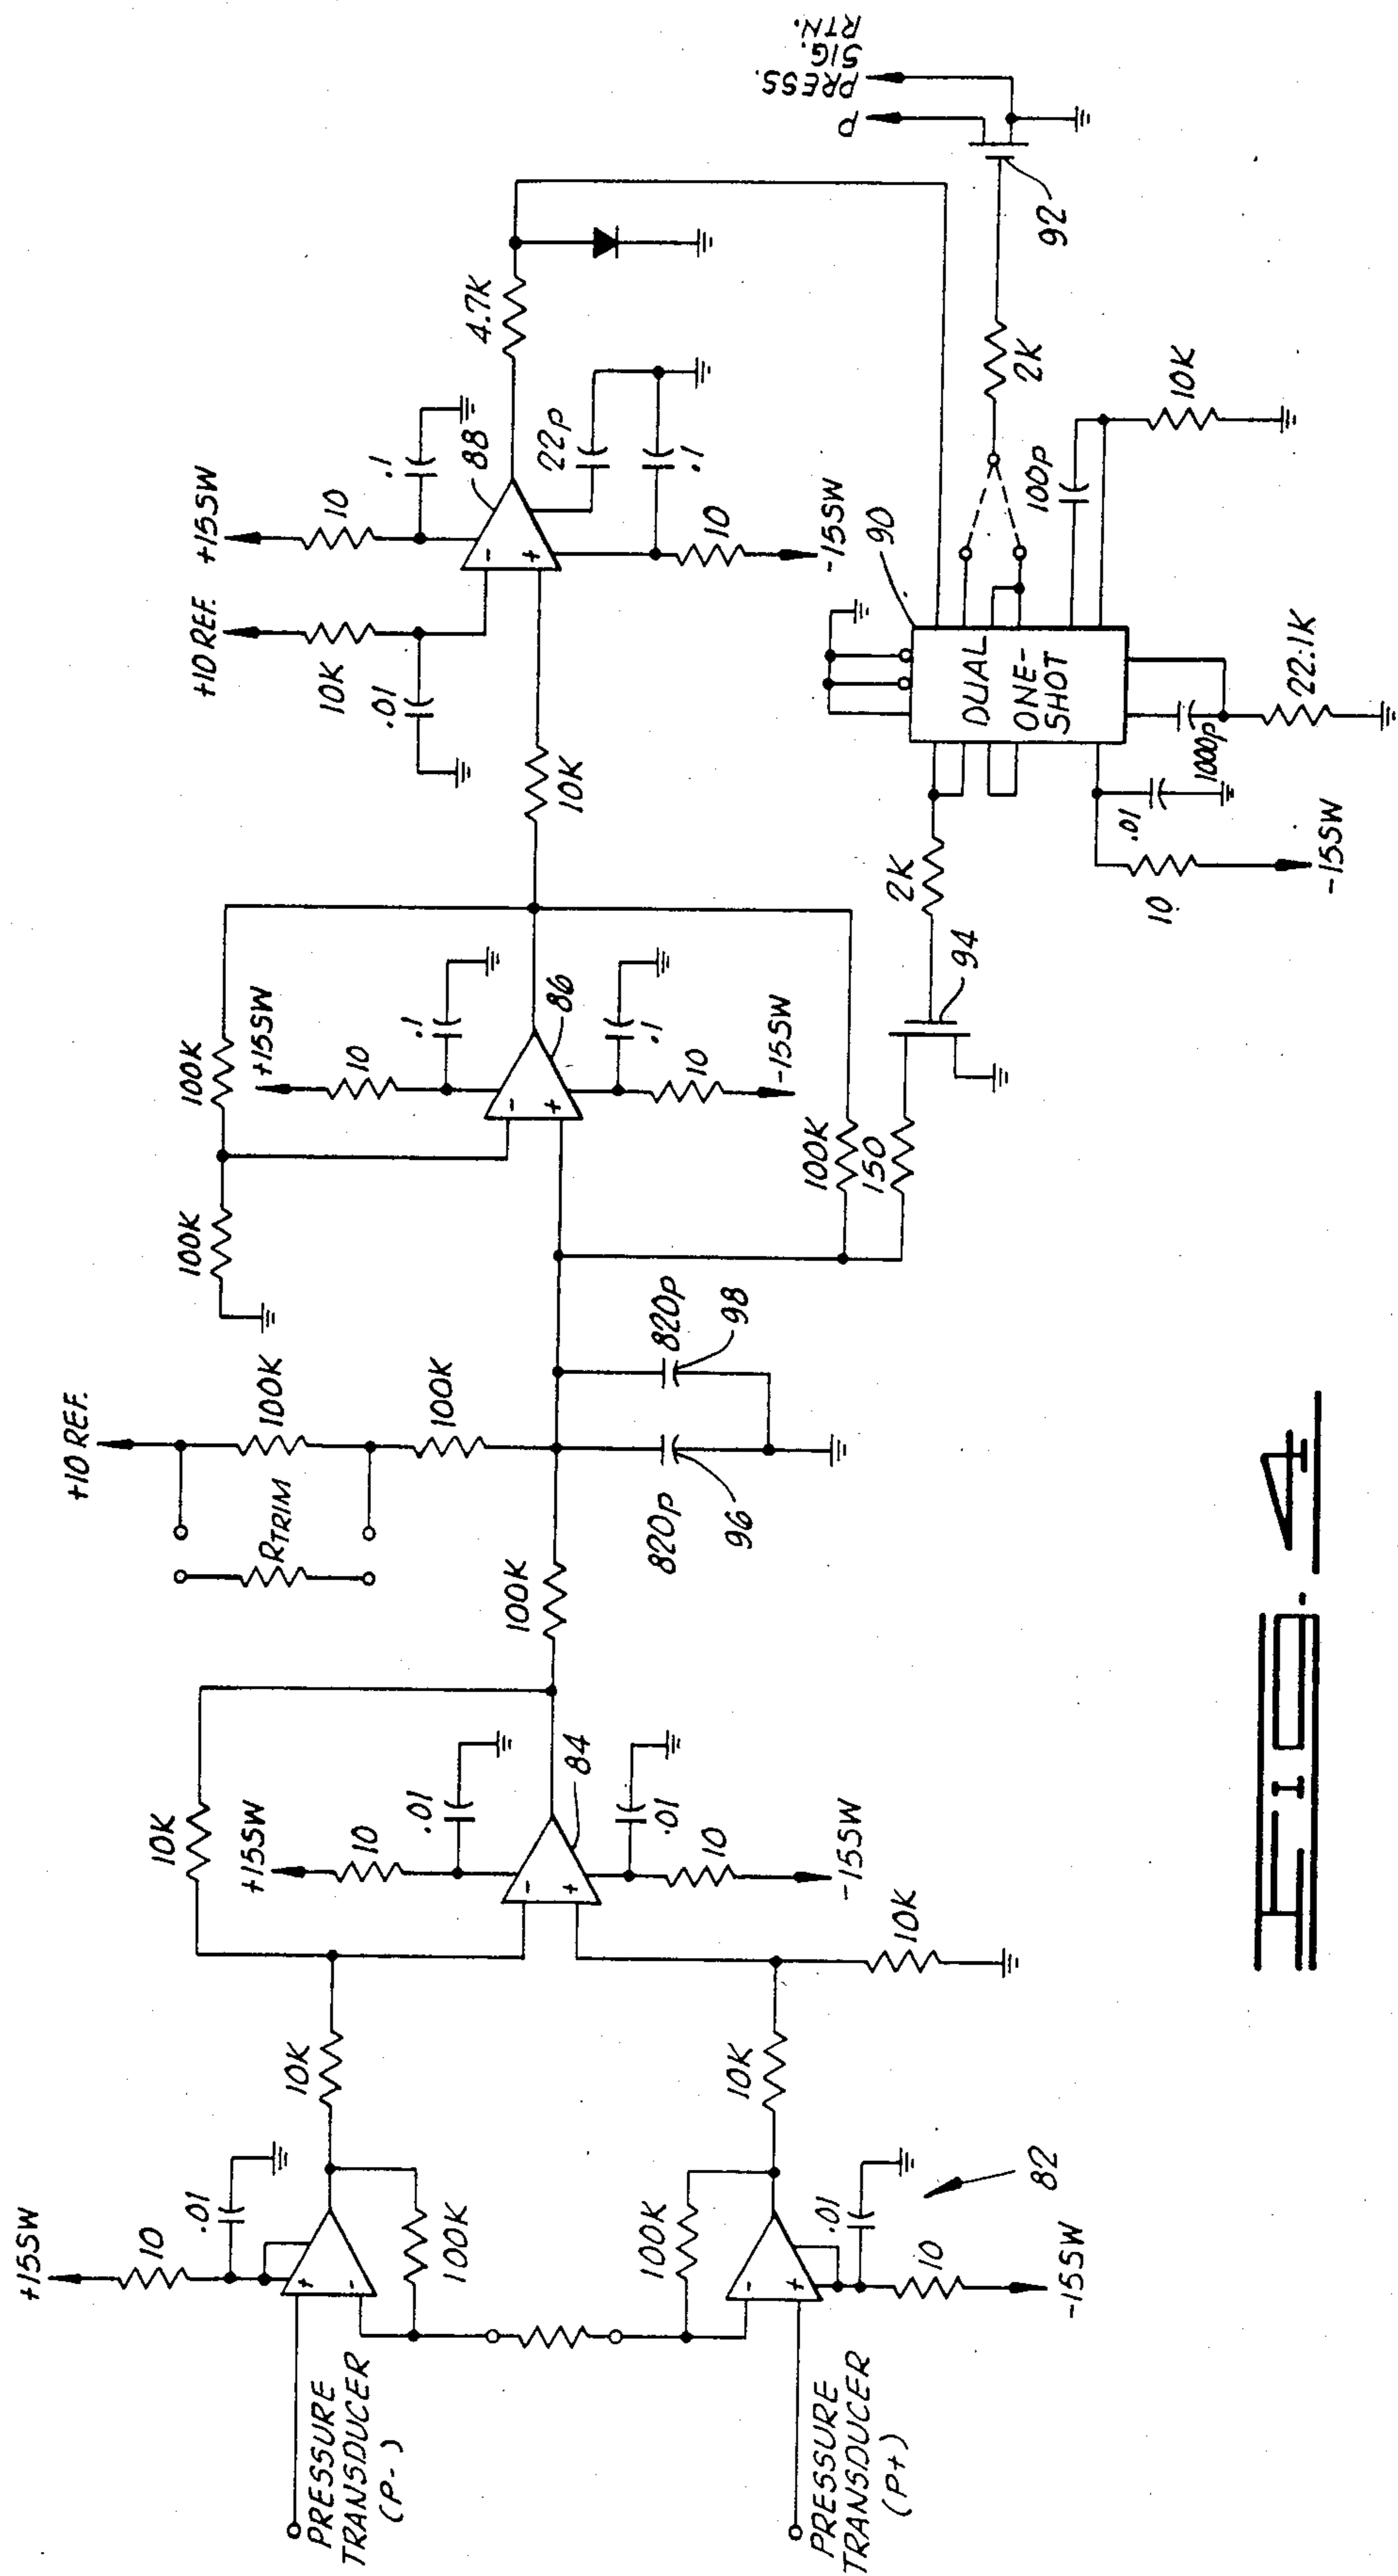 +15SW
10
.01
100K
PRESSURE
TRANSDUCER
(P-)
10K
PRESSURE
TRANSDUCER
(P+)
100K
.01
10
-15SW
82
10K
10K
+15SW
10
.01
84
.01
10
-15SW
10K
100K
+10 REF.
RTRIM
100K
100K
820p
96
820p
98
100K
100K
+15SW
10
.1
86
.1
10
-15SW
100K
150
94
2K
10K
+10 REF.
10K
.01
+15SW
10
.1
88
22p
.1
10
-15SW
4.7K
90
DUAL
ONE-
SHOT
.01
10
-15SW
1000p
22.1K
100p
10K
2K
92
P
PRESS.
SIG.
RTN.
FIG. 4